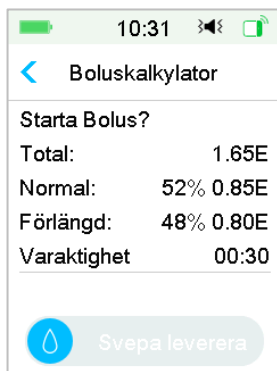 10:31
Boluskalkylator
Starta Bolus?
Total: 1.65E
Normal: 52% 0.85E
Förlängd: 48% 0.80E
Varaktighet 00:30
Svepa leverera